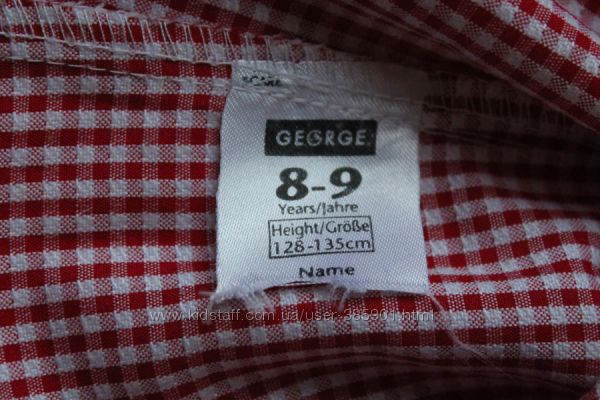 GEORGE
8-9
Years/Jahre
Height/Größe
128-135cm
Name
www.kidstaff.com.ua/user-385901.html